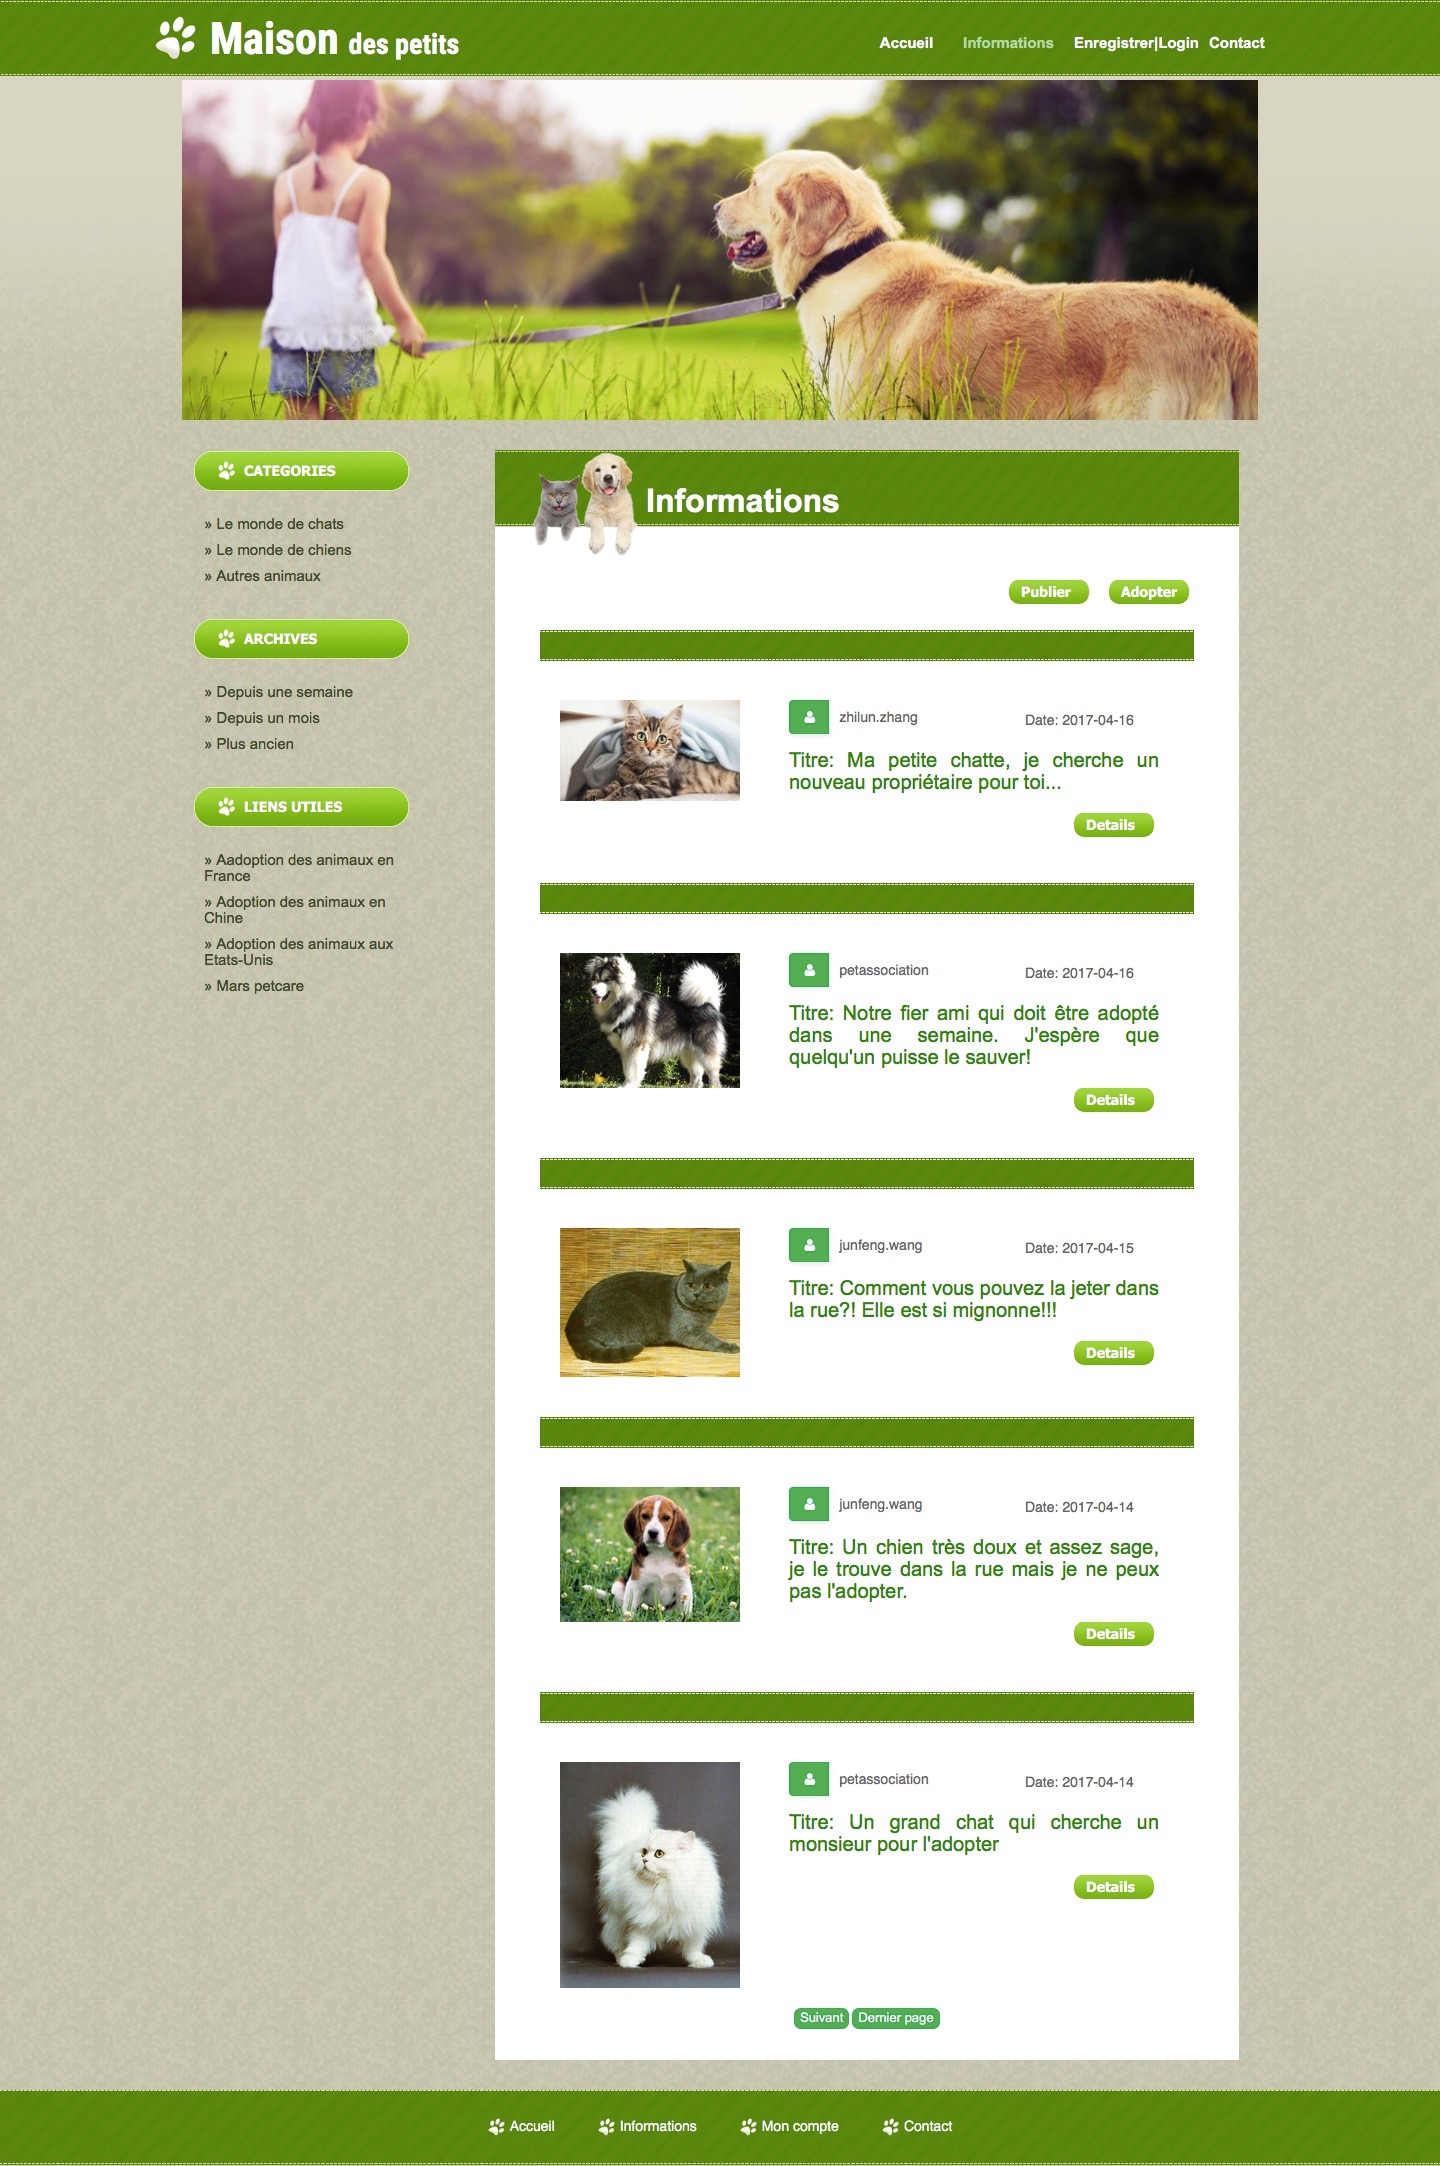 Maison des petits
Accueil Informations Enregistrer|Login Contact
CATEGORIES
» Le monde de chats
» Le monde de chiens
» Autres animaux
ARCHIVES
» Depuis une semaine
» Depuis un mois
» Plus ancien
LIENS UTILES
» Aadoption des animaux en
France
» Adoption des animaux en
Chine
» Adoption des animaux aux
Etats-Unis
» Mars petcare
Informations
Publier Adopter
zhilun.zhang Date: 2017-04-16
Titre: Ma petite chatte, je cherche un
nouveau propriétaire pour toi...
Details
petassociation Date: 2017-04-16
Titre: Notre fier ami qui doit être adopté
dans une semaine. J'espère que
quelqu'un puisse le sauver!
Details
junfeng.wang Date: 2017-04-15
Titre: Comment vous pouvez la jeter dans
la rue?! Elle est si mignonne!!!
Details
junfeng.wang Date: 2017-04-14
Titre: Un chien très doux et assez sage,
je le trouve dans la rue mais je ne peux
pas l'adopter.
Details
petassociation Date: 2017-04-14
Titre: Un grand chat qui cherche un
monsieur pour l'adopter
Details
Suivant Dernier page
Accueil Informations Mon compte Contact